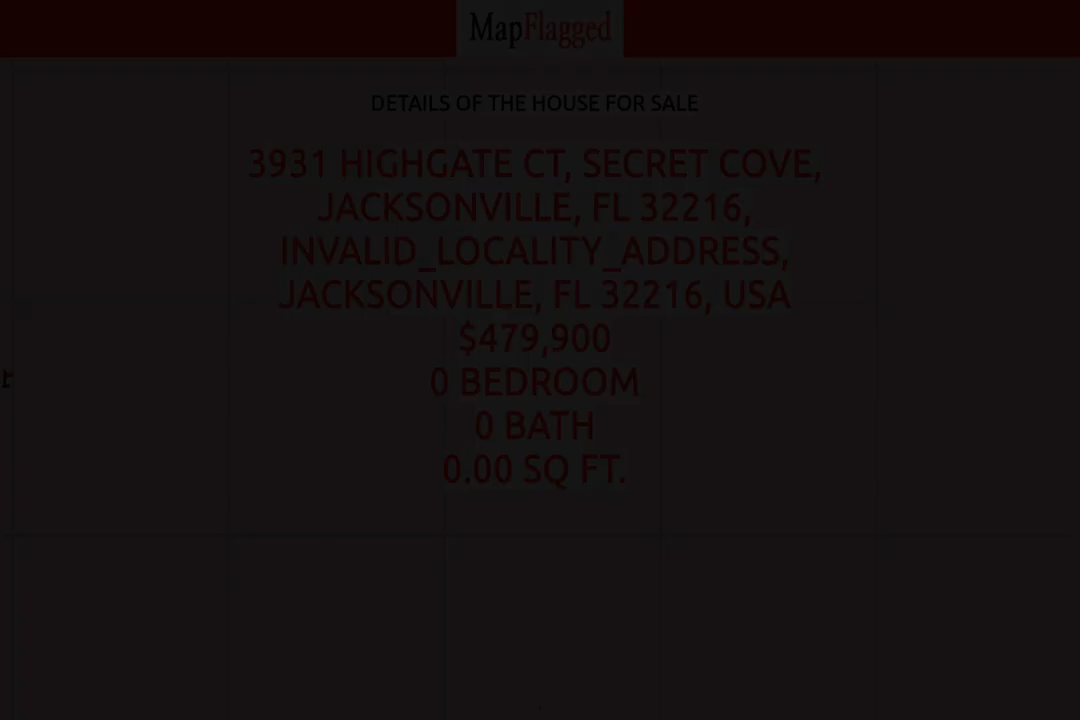 MapFlagged
DETAILS OF THE HOUSE FOR SALE
3931 HIGHGATE CT, SECRET COVE,
JACKSONVILLE, FL 32216,
INVALID_LOCALITY_ADDRESS,
JACKSONVILLE, FL 32216, USA
$479,900
0 BEDROOM
0 BATH
0.00 SQ FT.